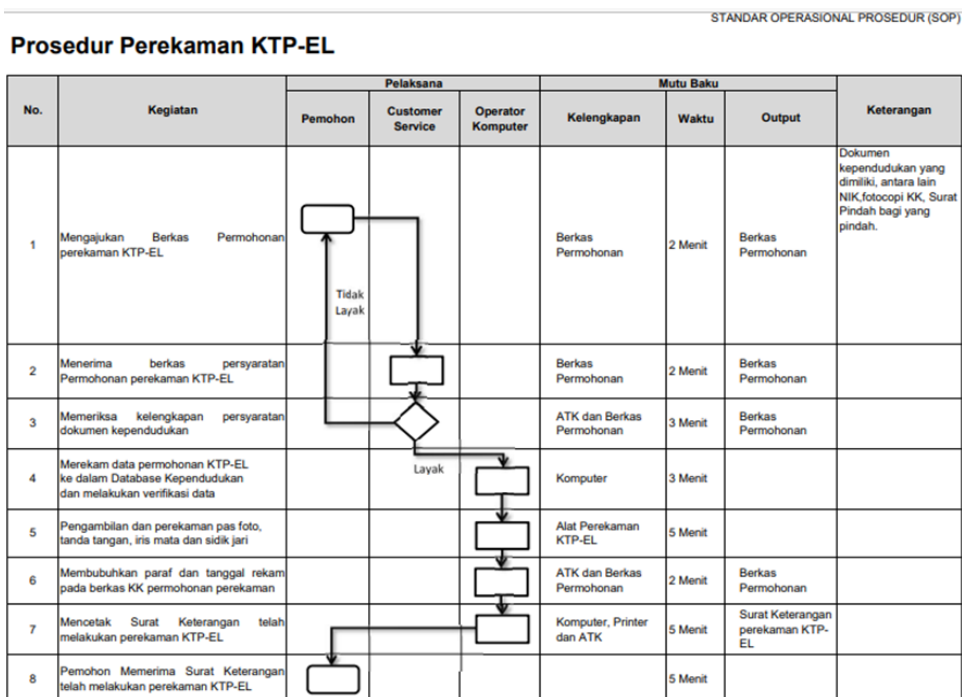 STANDAR OPERASIONAL PROSEDUR (SOP)
Prosedur Perekaman KTP-EL
No.
Kegiatan
Pelaksana
Mutu Baku
Keterangan
Pemohon
Customer
Service
Operator
Komputer
Kelengkapan
Waktu
Output
1
Mengajukan Berkas Permohonan
perekaman KTP-EL
Tidak
Layak
Berkas
Permohonan
2 Menit
Berkas
Permohonan
Dokumen
kependudukan yang
dimiliki, antara lain
NIK,fotocopi KK, Surat
Pindah bagi yang
pindah.
2
Menerima berkas persyaratan
Permohonan perekaman KTP-EL
Berkas
Permohonan
2 Menit
Berkas
Permohonan
3
Memeriksa kelengkapan persyaratan
dokumen kependudukan
ATK dan Berkas
Permohonan
3 Menit
Berkas
Permohonan
4
Merekam data permohonan KTP-EL
ke dalam Database Kependudukan
dan melakukan verifikasi data
Layak
Komputer
3 Menit
5
Pengambilan dan perekaman pas foto,
tanda tangan, iris mata dan sidik jari
Alat Perekaman
KTP-EL
5 Menit
6
Membubuhkan paraf dan tanggal rekam
pada berkas KK permohonan perekaman
ATK dan Berkas
Permohonan
2 Menit
Berkas
Permohonan
7
Mencetak Surat Keterangan telah
melakukan perekaman KTP-EL
Komputer, Printer
dan ATK
5 Menit
Surat Keterangan
perekaman KTP-
EL
8
Pemohon Memerima Surat Keterangan
telah melakukan perekaman KTP-EL
5 Menit